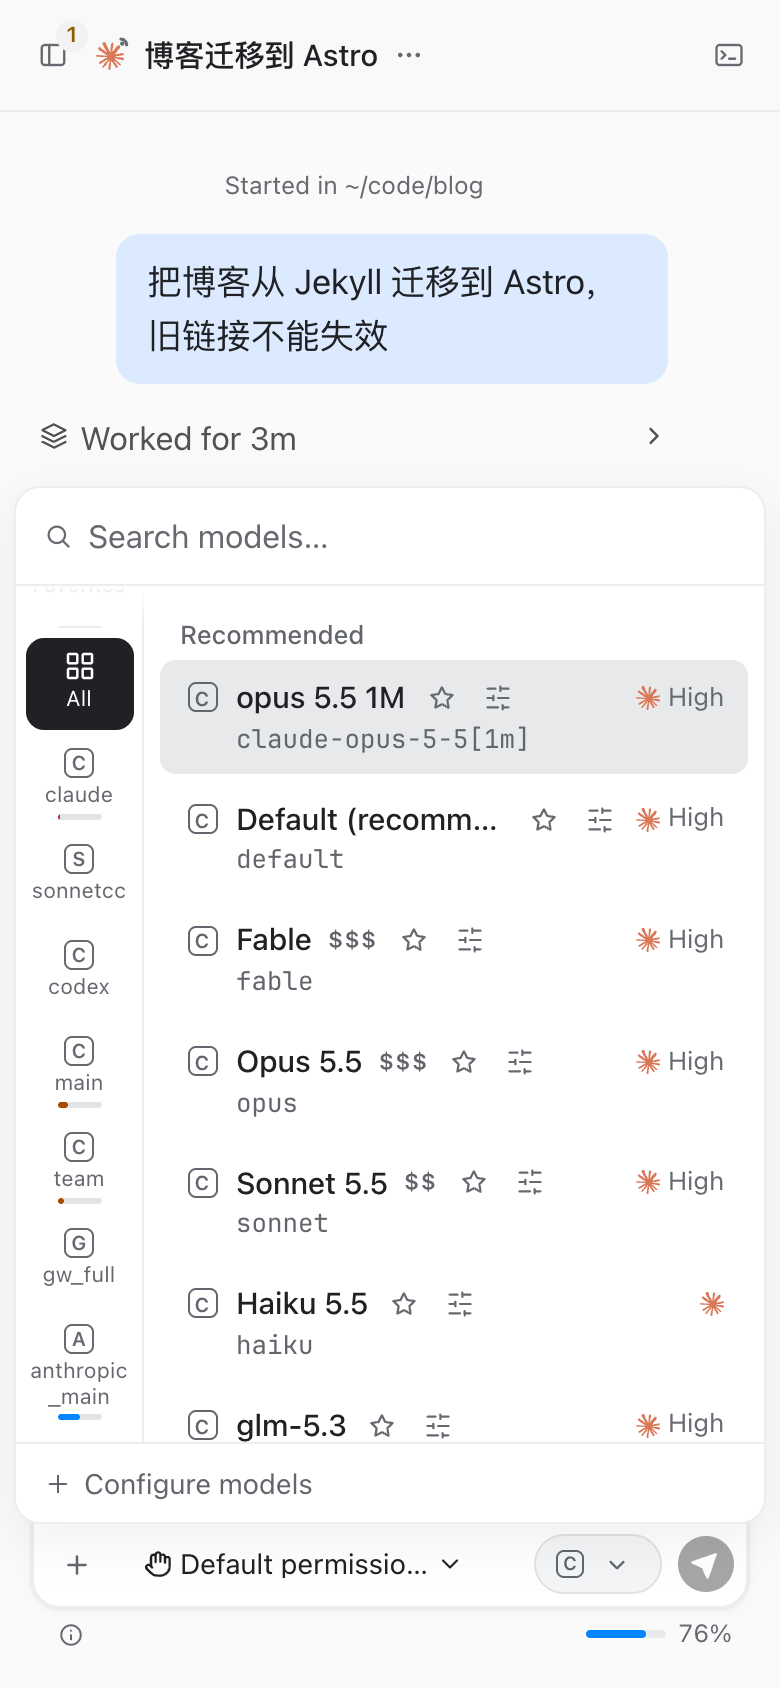 1
博客迁移到 Astro ···
Started in ~/code/blog
把博客从 Jekyll 迁移到 Astro，
旧链接不能失效
Worked for 3m
Search models...
Favorites
All
C
claude
S
sonnetcc
C
codex
C
main
C
team
G
gw_full
A
anthropic
_main
Recommended
C opus 5.5 1M High
claude-opus-5-5[1m]
C Default (recomm... High
default
C Fable $$$ High
fable
C Opus 5.5 $$$ High
opus
C Sonnet 5.5 $$ High
sonnet
C Haiku 5.5
haiku
C glm-5.3 High
+ Configure models
+ Default permissio... C
76%